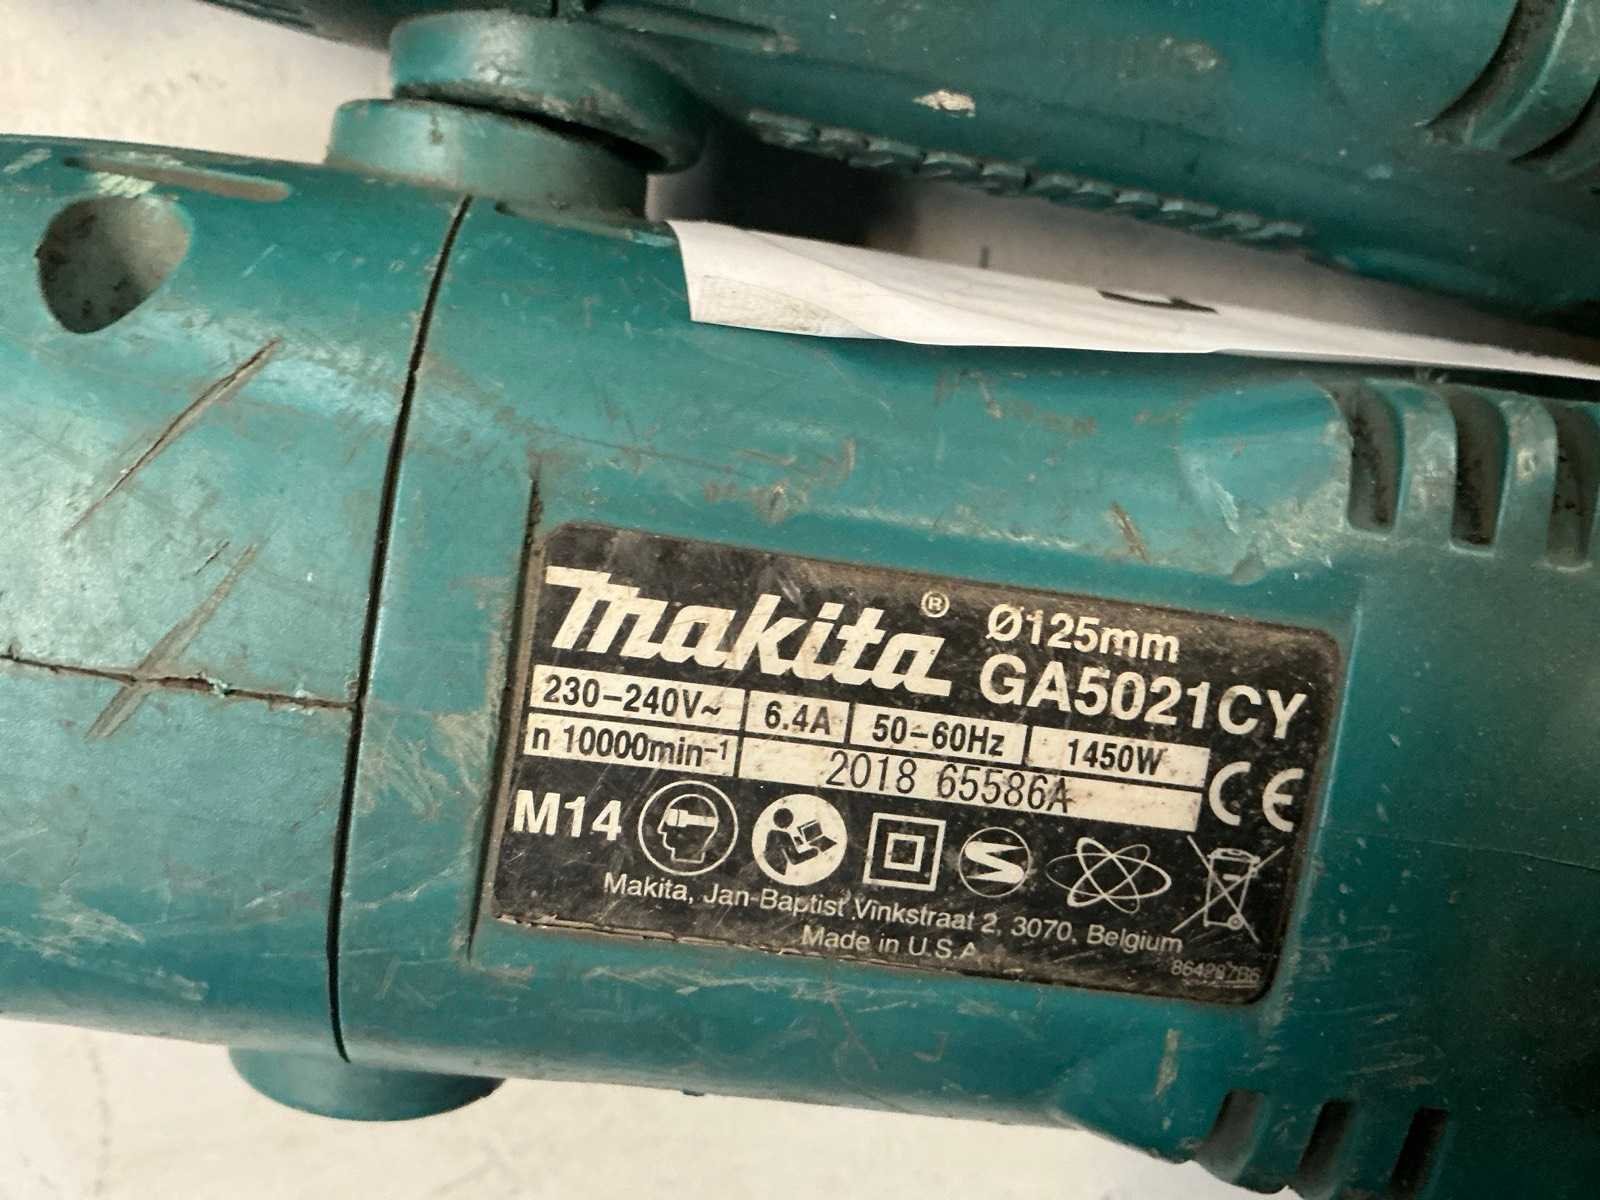 makita®
Ø125mm
GA5021CY
230-240V~ 6.4A 50-60Hz 1450W
n 10000min-1 2018 65586A
CE
M14
Makita, Jan-Baptist Vinkstraat 2, 3070, Belgium
Made in U.S.A